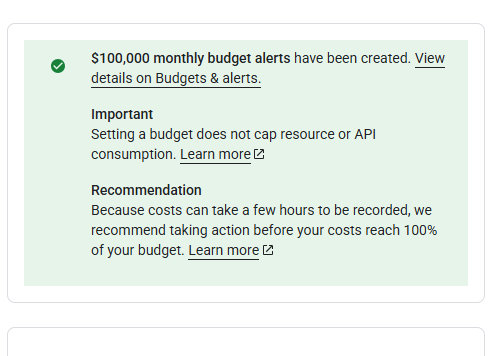 $100,000 monthly budget alerts have been created. View
details on Budgets & alerts.
Important
Setting a budget does not cap resource or API
consumption. Learn more
Recommendation
Because costs can take a few hours to be recorded, we
recommend taking action before your costs reach 100%
of your budget. Learn more